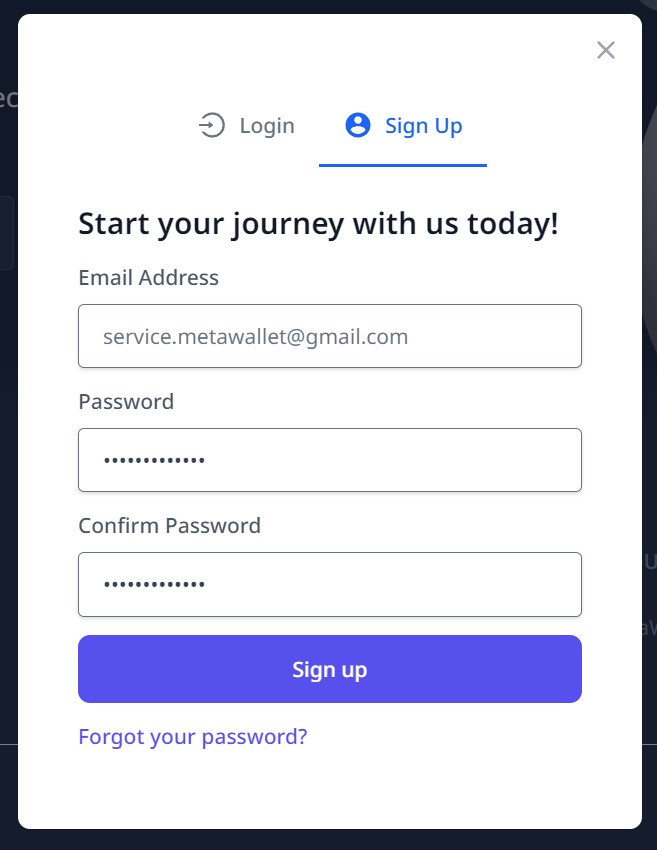 Login
Sign Up
Start your journey with us today!
Email Address
service.metawallet@gmail.com
Password
•••••••••••••
Confirm Password
•••••••••••••
Sign up
Forgot your password?